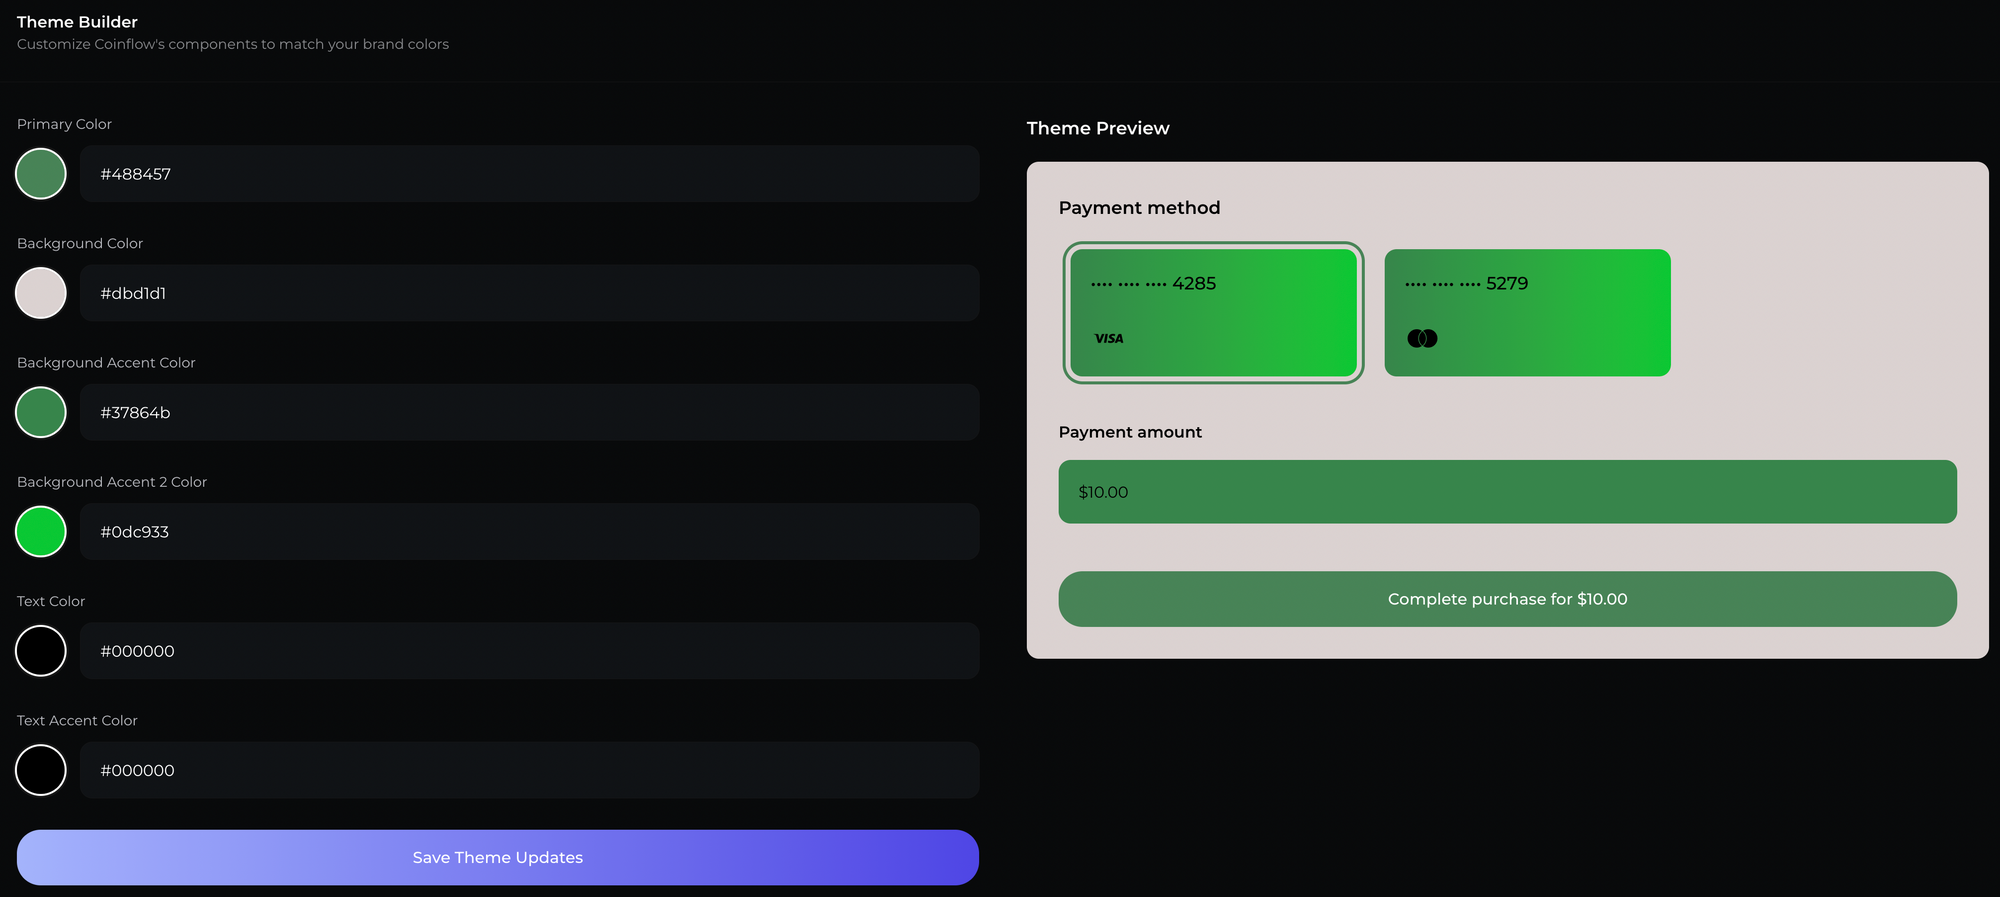 Theme Builder
Customize Coinflow's components to match your brand colors
Primary Color
#488457
Background Color
#dbd1d1
Background Accent Color
#37864b
Background Accent 2 Color
#0dc933
Text Color
#000000
Text Accent Color
#000000
Save Theme Updates
Theme Preview
Payment method
•••• •••• •••• 4285
VISA
•••• •••• •••• 5279
Payment amount
$10.00
Complete purchase for $10.00